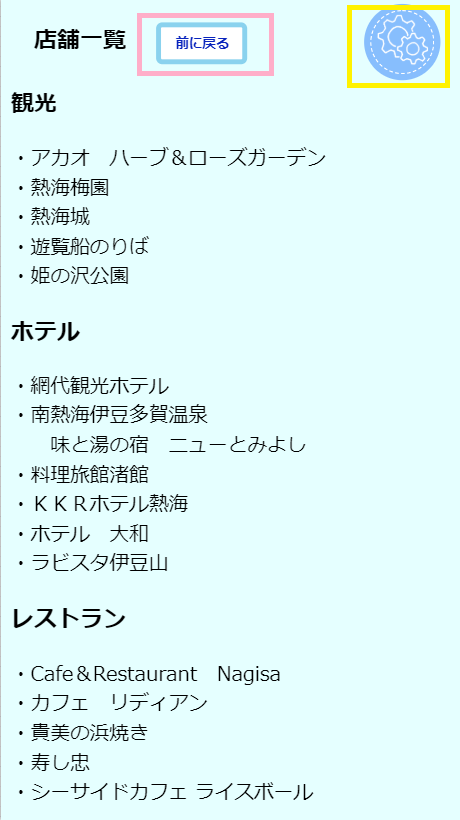 店舗一覧 前に戻る
観光
・アカオ　ハーブ＆ローズガーデン
・熱海梅園
・熱海城
・遊覧船のりば
・姫の沢公園
ホテル
・網代観光ホテル
・南熱海伊豆多賀温泉
　　味と湯の宿　ニューとみよし
・料理旅館渚館
・ＫＫＲホテル熱海
・ホテル　大和
・ラビスタ伊豆山
レストラン
・Cafe＆Restaurant　Nagisa
・カフェ　リディアン
・貴美の浜焼き
・寿し忠
・シーサイドカフェ ライスボール